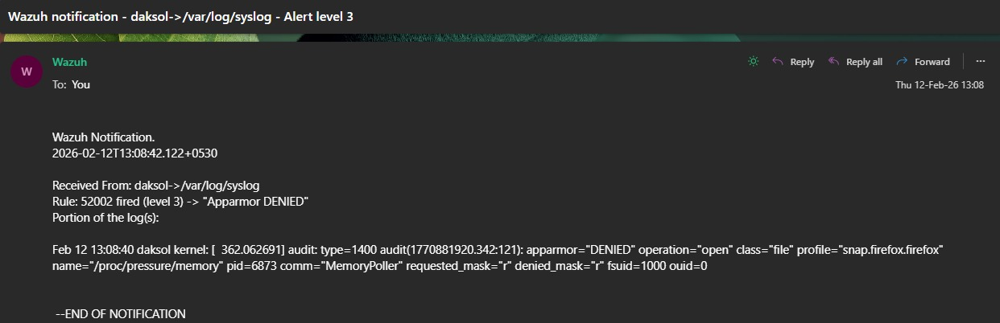 Wazuh notification - daksol->/var/log/syslog - Alert level 3
W
Wazuh
Reply
Reply all
Forward
To: You
Thu 12-Feb-26 13:08
Wazuh Notification.
2026-02-12T13:08:42.122+0530
Received From: daksol->/var/log/syslog
Rule: 52002 fired (level 3) -> "Apparmor DENIED"
Portion of the log(s):
Feb 12 13:08:40 daksol kernel: [  362.062691] audit: type=1400 audit(1770881920.342:121): apparmor="DENIED" operation="open" class="file" profile="snap.firefox.firefox"
name="/proc/pressure/memory" pid=6873 comm="MemoryPoller" requested_mask="r" denied_mask="r" fsuid=1000 ouid=0
--END OF NOTIFICATION